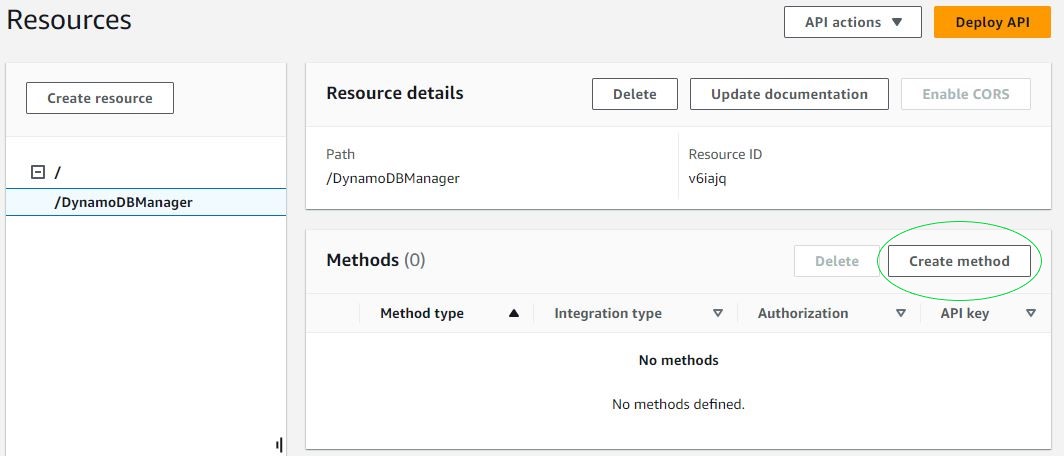 Resources
API actions
Deploy API
Create resource
/
/DynamoDBManager
Resource details
Delete
Update documentation
Enable CORS
Path
/DynamoDBManager
Resource ID
v6iajq
Methods (0)
Delete
Create method
Method type
Integration type
Authorization
API key
No methods
No methods defined.